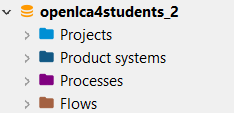 openlca4students_2
Projects
Product systems
Processes
Flows